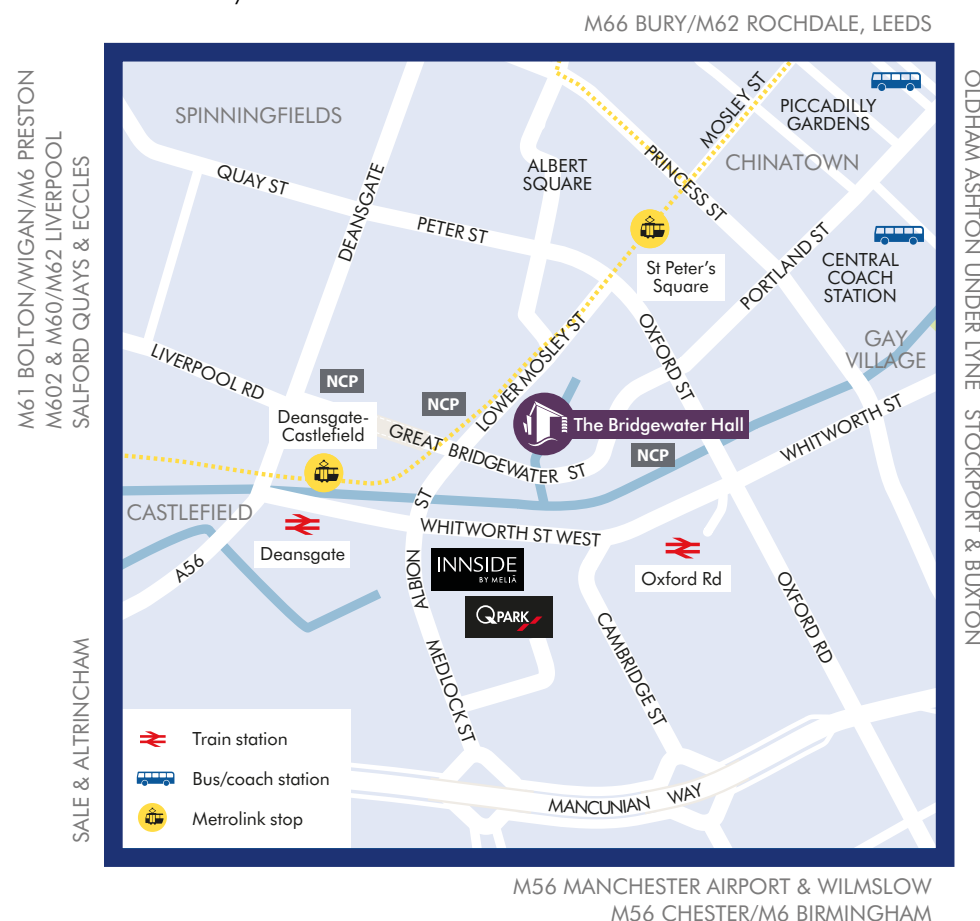 M66 BURY/M62 ROCHDALE, LEEDS
M61 BOLTON/WIGAN/M6 PRESTON
M602 & M60/M62 LIVERPOOL
SALFORD QUAYS & ECCLES
OLDHAM ASHTON UNDER LYNE STOCKPORT & BUXTON
SPINNINGFIELDS
MOSLEY ST
PICCADILLY
GARDENS
CHINATOWN
ALBERT
SQUARE
PRINCESS ST
QUAY ST
DEANSGATE
PETER ST
St Peter's
Square
PORTLAND ST
CENTRAL
COACH
STATION
GAY
VILLAGE
LIVERPOOL RD
NCP
NCP
LOWER MOSLEY ST
OXFORD ST
Deansgate-
Castlefield
GREAT BRIDGEWATER ST
The Bridgewater Hall
NCP
WHITWORTH ST
CASTLEFIELD
ST
WHITWORTH ST WEST
Deansgate
A56
ALBION
INNSIDE
BY MELIÃ
Oxford Rd
QPARK
OXFORD RD
CAMBRIDGE ST
MEDLOCK ST
SALE & ALTRINCHAM
Train station
Bus/coach station
Metrolink stop
MANCUNIAN WAY
M56 MANCHESTER AIRPORT & WILMSLOW
M56 CHESTER/M6 BIRMINGHAM